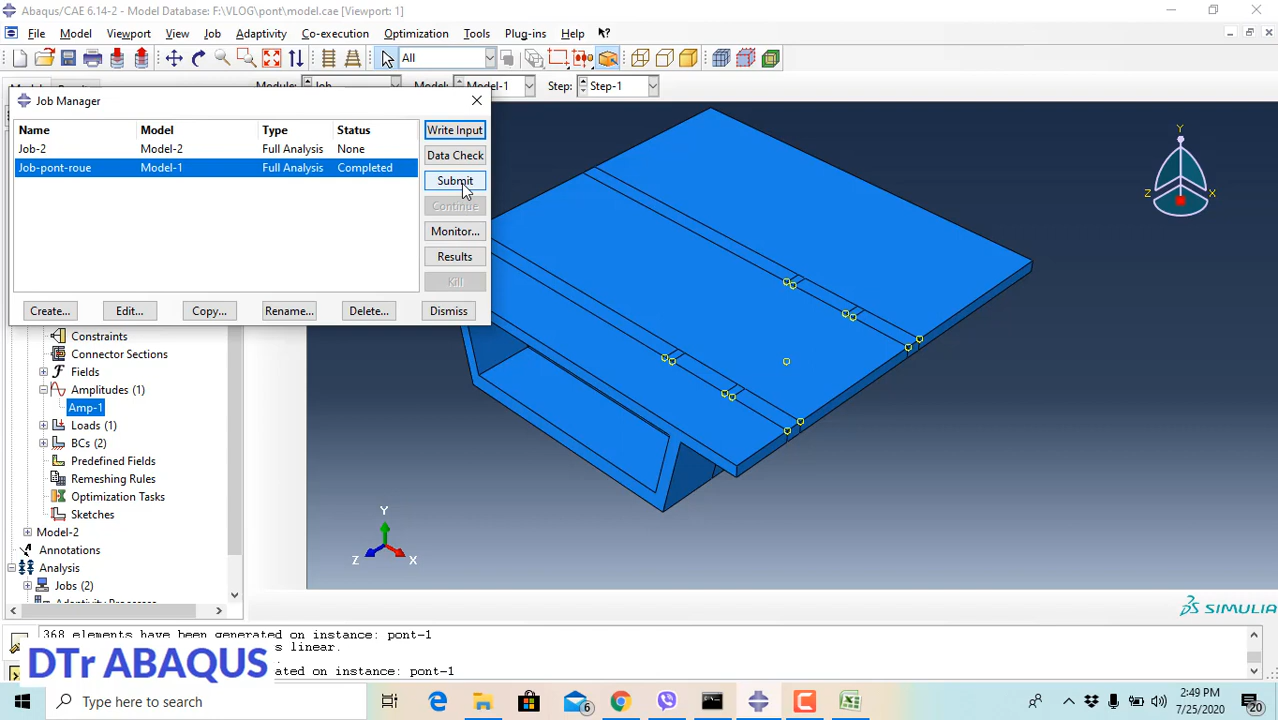 Abaqus/CAE 6.14-2 - Model Database: F:\VLOG\pont\model.cae [Viewport: 1]
File Model Viewport View Job Adaptivity Co-execution Optimization Tools Plug-ins Help
All
Model: Model-1 Step: Step-1
Job Manager
Name Model Type Status
Job-2 Model-2 Full Analysis None
Job-pont-roue Model-1 Full Analysis Completed
Write Input
Data Check
Submit
Continue
Monitor...
Results
Kill
Create... Edit... Copy... Rename... Delete... Dismiss
Constraints
Connector Sections
Fields
Amplitudes (1)
Amp-1
Loads (1)
BCs (2)
Predefined Fields
Remeshing Rules
Optimization Tasks
Sketches
Model-2
Annotations
Analysis
Jobs (2)
Y
Z X
Y
Z X
SIMULIA
368 elements have been generated on instance: pont-1
s linear.
ated on instance: pont-1
DTr ABAQUS
Type here to search
6
2:49 PM
7/25/2020
20